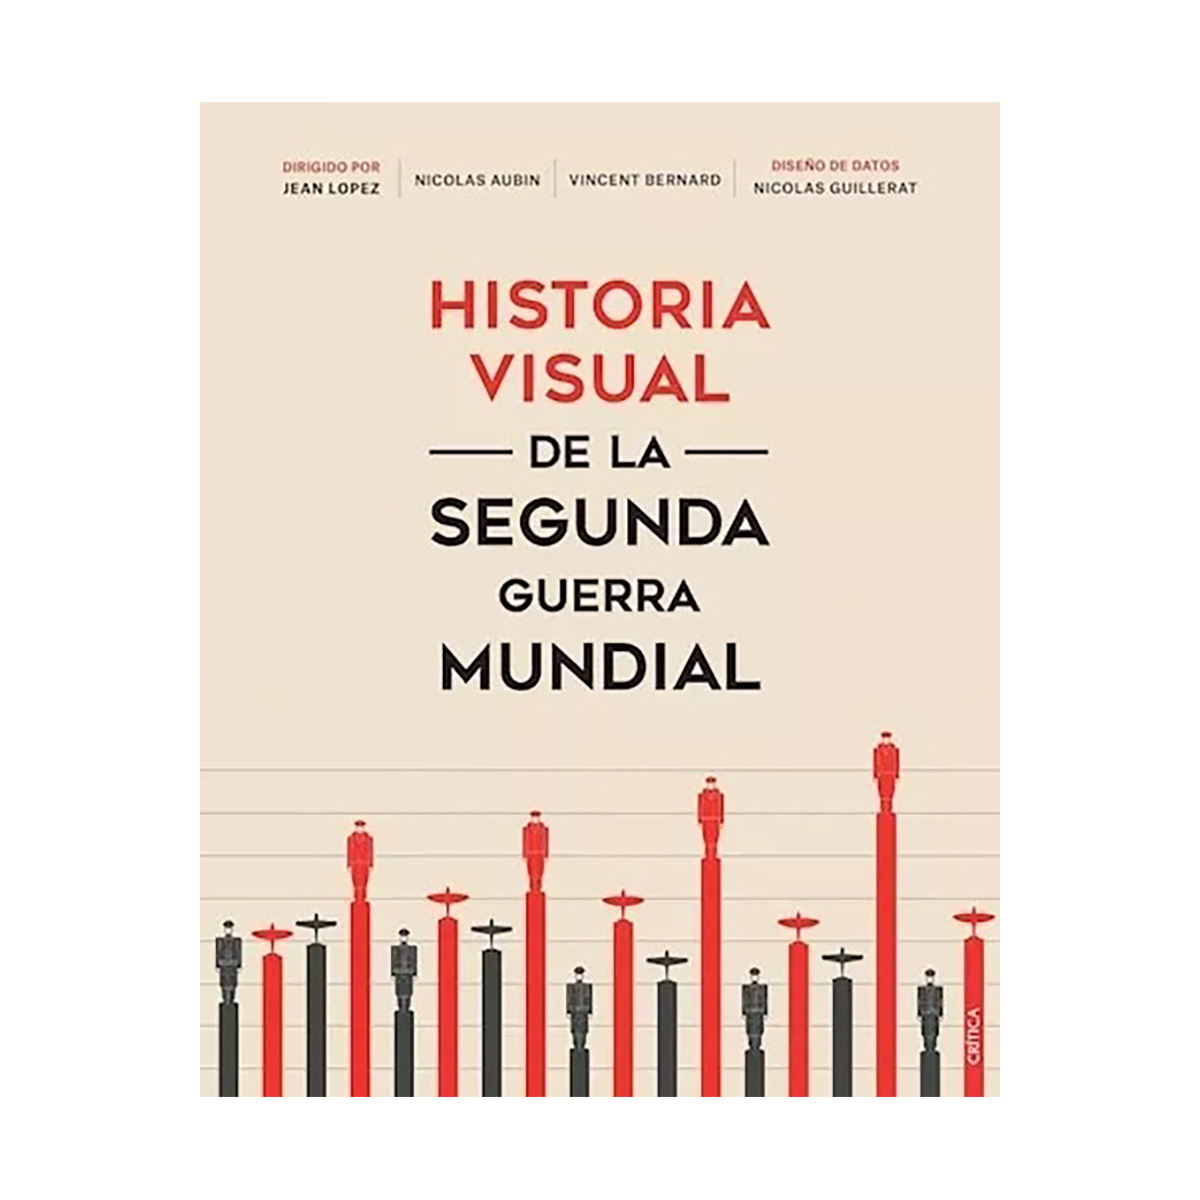 DIRIGIDO POR
JEAN LOPEZ
NICOLAS AUBIN
VINCENT BERNARD
DISEÑO DE DATOS
NICOLAS GUILLERAT
HISTORIA
VISUAL
DE LA
SEGUNDA
GUERRA
MUNDIAL
CRÍTICA